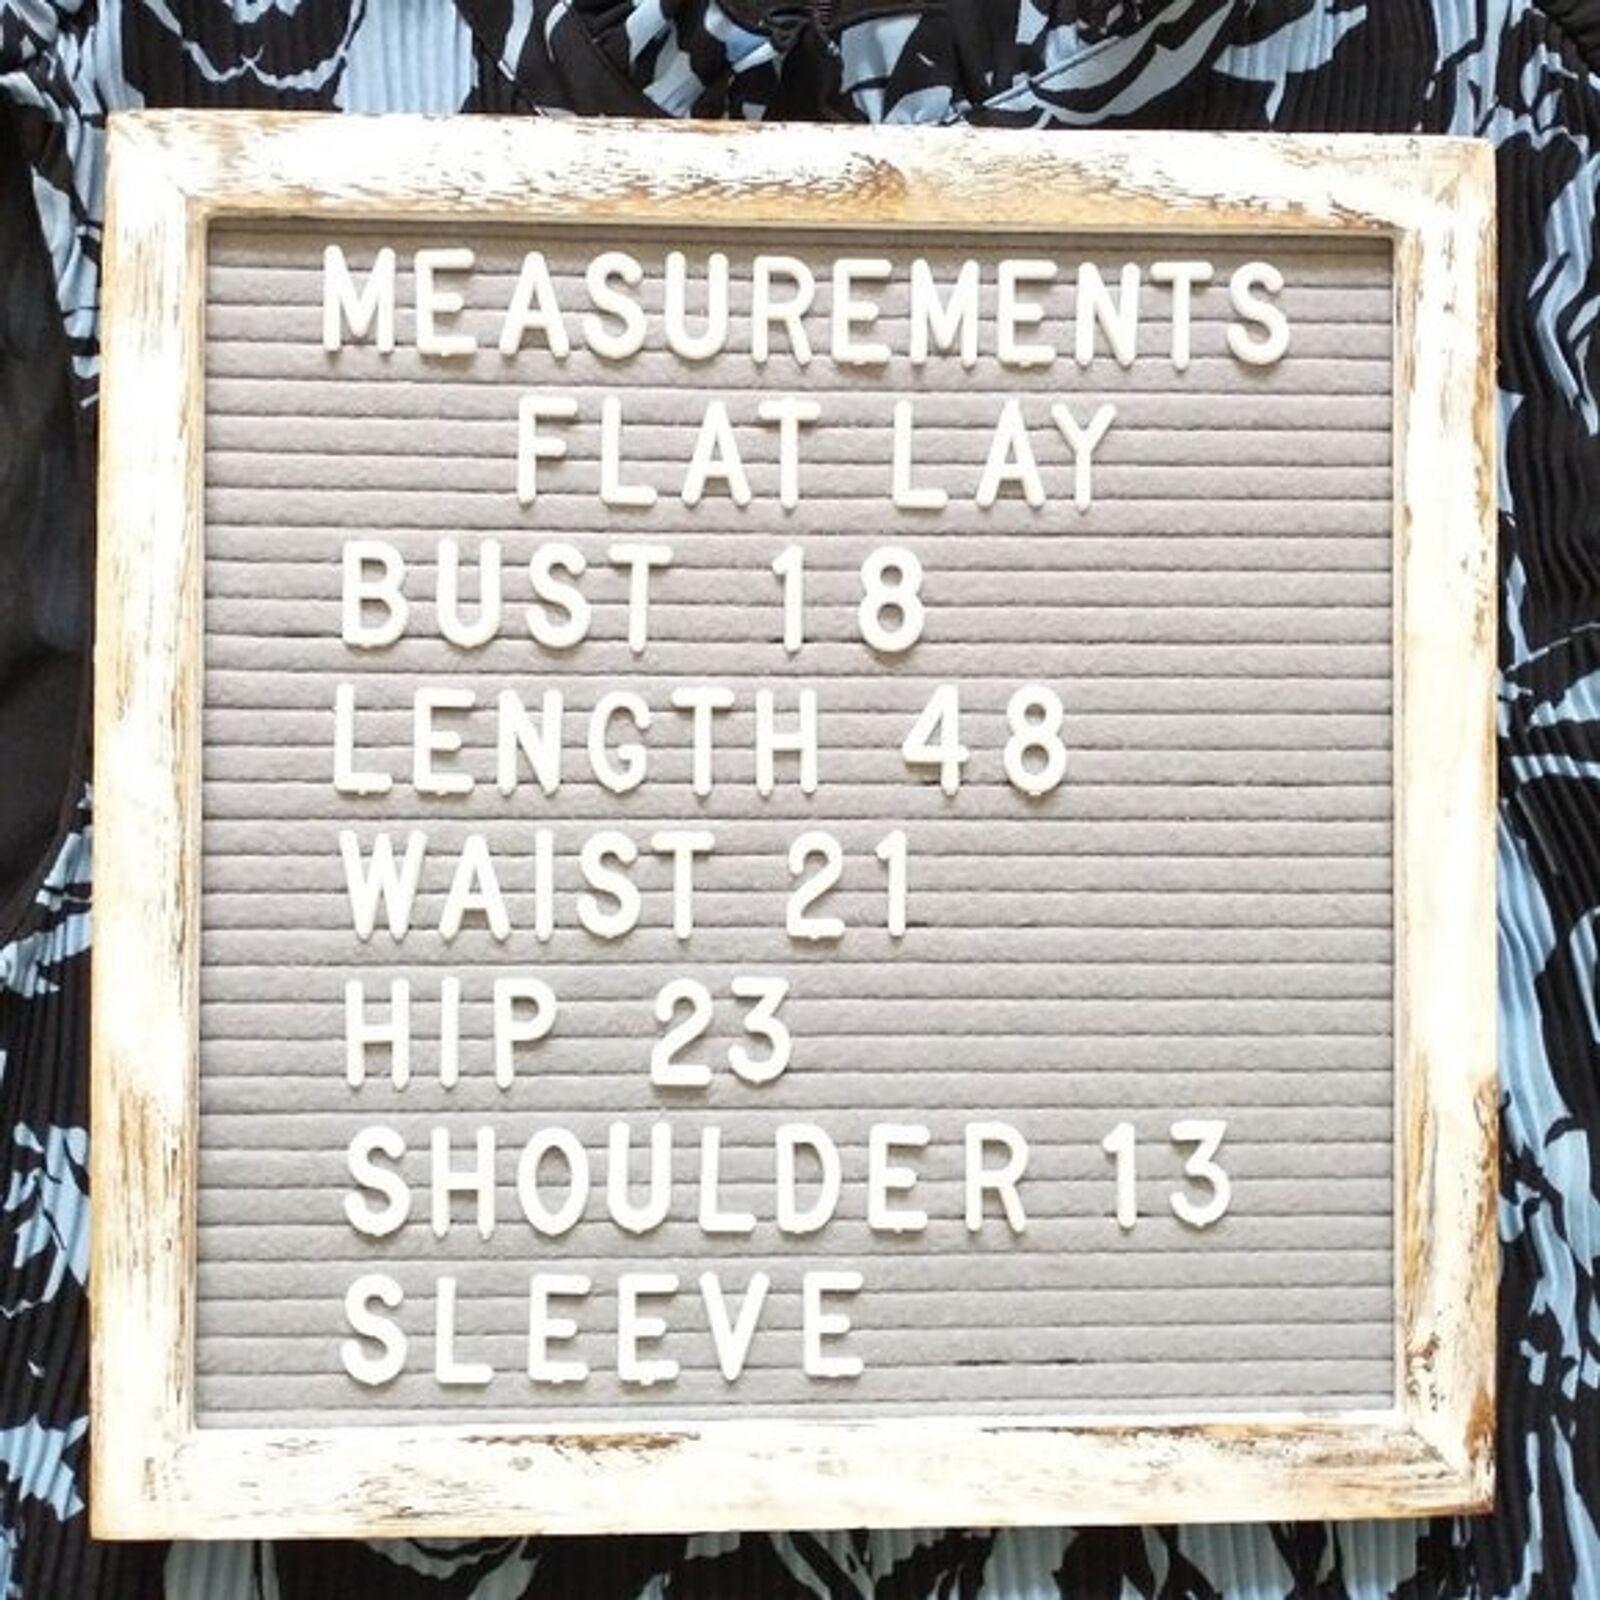 MEASUREMENTS
FLAT LAY
BUST 18
LENGTH 48
WAIST 21
HIP 23
SHOULDER 13
SLEEVE